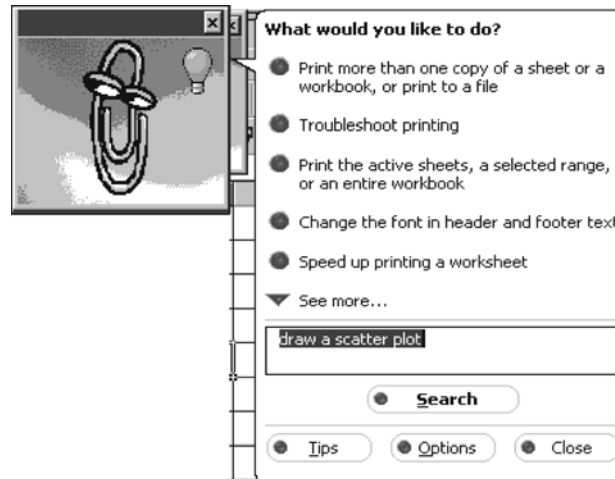 What would you like to do?
Print more than one copy of a sheet or a
workbook, or print to a file
Troubleshoot printing
Print the active sheets, a selected range,
or an entire workbook
Change the font in header and footer text
Speed up printing a worksheet
See more...
draw a scatter plot
Search
Tips
Options
Close